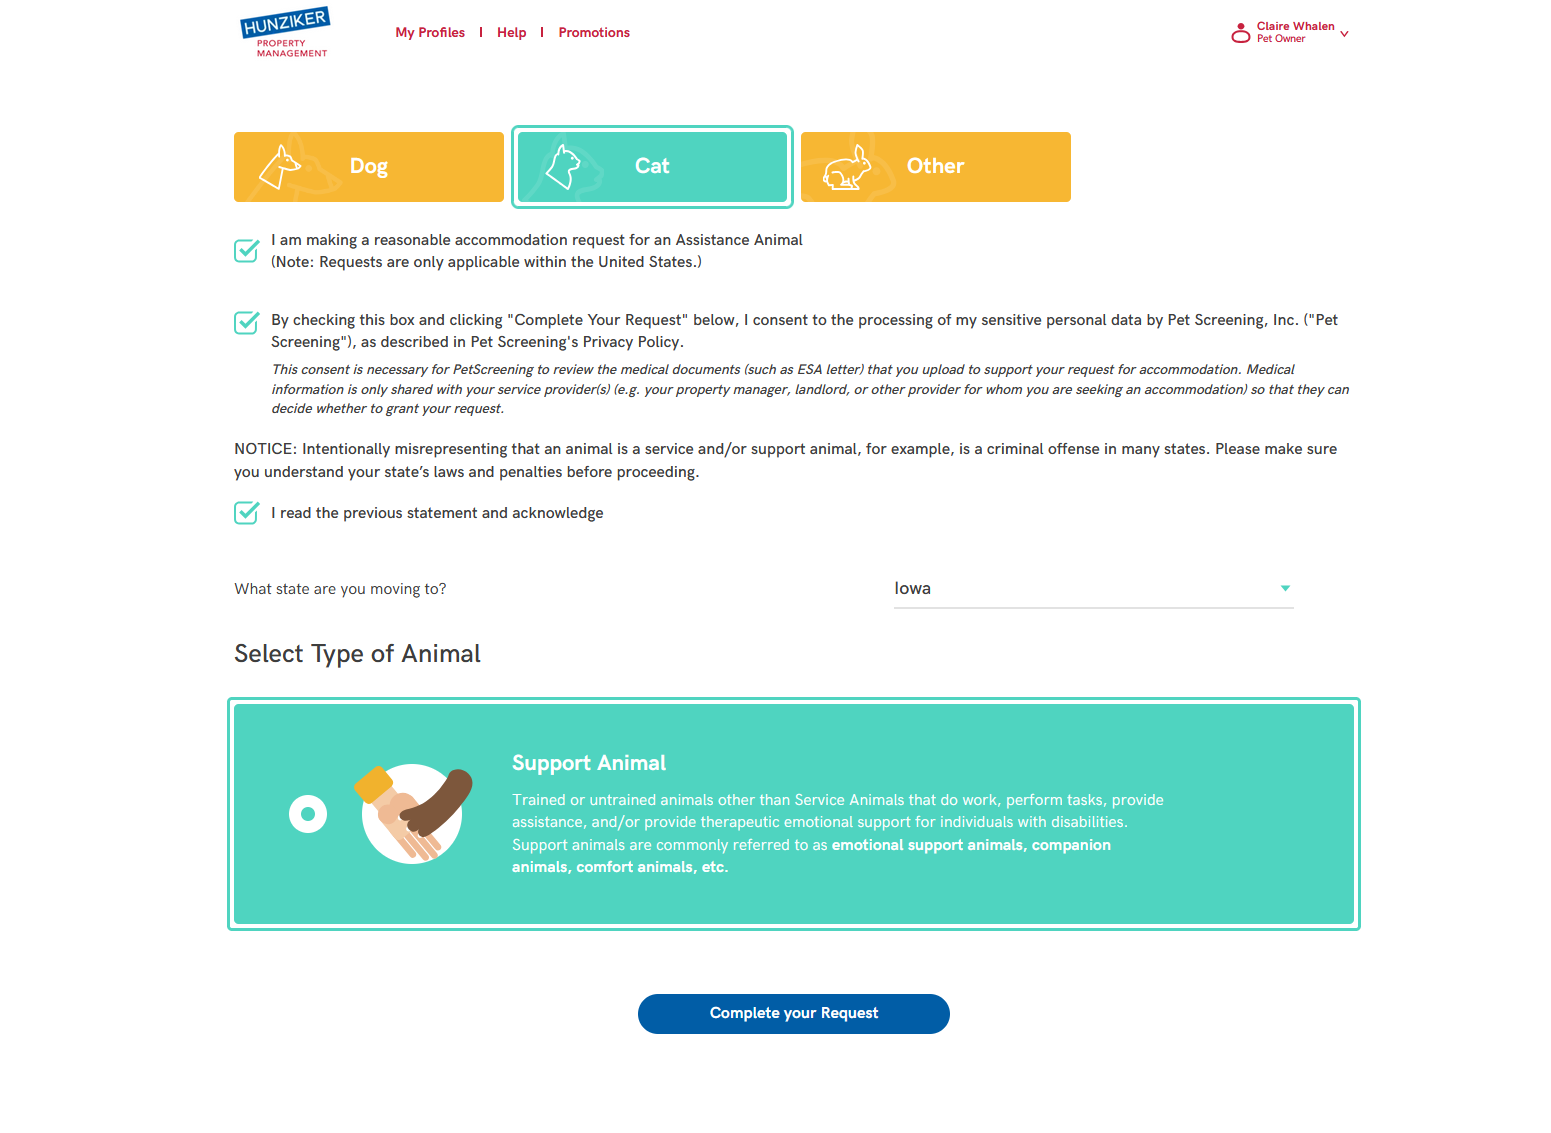 HUNZIKER
PROPERTY
MANAGEMENT
My Profiles | Help | Promotions
Claire Whalen
Pet Owner
Dog
Cat
Other
I am making a reasonable accommodation request for an Assistance Animal
(Note: Requests are only applicable within the United States.)
By checking this box and clicking "Complete Your Request" below, I consent to the processing of my sensitive personal data by Pet Screening, Inc. ("Pet
Screening"), as described in Pet Screening's Privacy Policy.
This consent is necessary for PetScreening to review the medical documents (such as ESA letter) that you upload to support your request for accommodation. Medical
information is only shared with your service provider(s) (e.g. your property manager, landlord, or other provider for whom you are seeking an accommodation) so that they can
decide whether to grant your request.
NOTICE: Intentionally misrepresenting that an animal is a service and/or support animal, for example, is a criminal offense in many states. Please make sure
you understand your state’s laws and penalties before proceeding.
I read the previous statement and acknowledge
What state are you moving to?
Iowa
Select Type of Animal
Support Animal
Trained or untrained animals other than Service Animals that do work, perform tasks, provide
assistance, and/or provide therapeutic emotional support for individuals with disabilities.
Support animals are commonly referred to as emotional support animals, companion
animals, comfort animals, etc.
Complete your Request